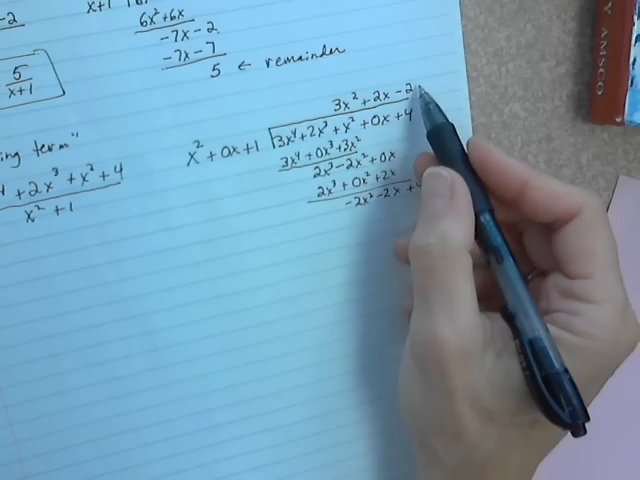 -2
x+1
6x² + 6x
-7x - 2
-7x - 7
5 ← remainder
5
x+1
ing term"
3x² + 2x - 2
x² + 0x + 1 3x⁴ + 2x³ + x² + 0x + 4
3x⁴ + 0x³ + 3x²
2x³ - 2x² + 0x
2x³ + 0x² + 2x
-2x² - 2x +
+ 2x³ + x² + 4
x² + 1
Y AMSCO